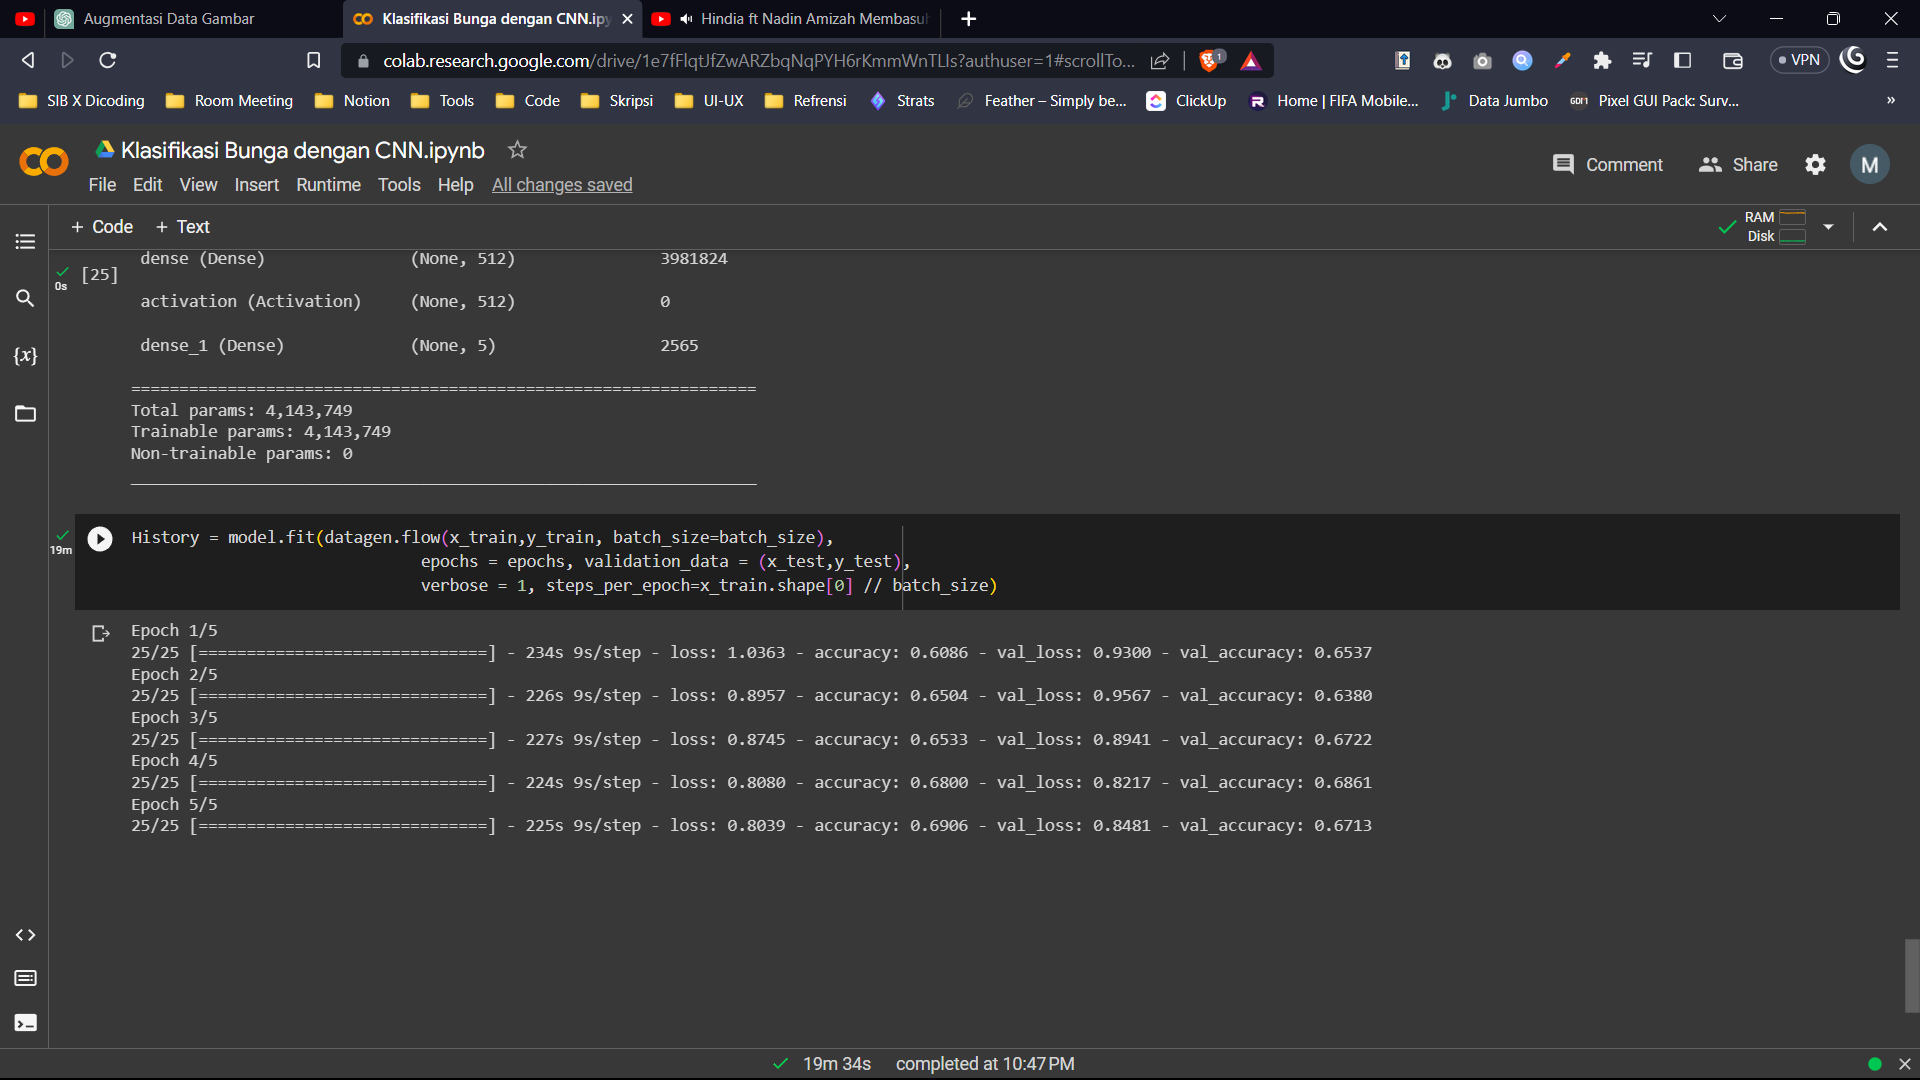 Augmentasi Data Gambar
Klasifikasi Bunga dengan CNN.ipy
Hindia ft Nadin Amizah Membasuh
colab.research.google.com/drive/1e7fFlqtJfZwARZbqNqPYH6rKmmWnTLIs?authuser=1#scrollTo...
1
VPN
SIB X Dicoding
Room Meeting
Notion
Tools
Code
Skripsi
UI-UX
Refrensi
Strats
Feather – Simply be...
ClickUp
Home | FIFA Mobile...
Data Jumbo
Pixel GUI Pack: Surv...
»
Klasifikasi Bunga dengan CNN.ipynb
Comment
Share
M
File Edit View Insert Runtime Tools Help All changes saved
+ Code + Text
RAM
Disk
dense (Dense) (None, 512) 3981824
[25]
0s
activation (Activation) (None, 512) 0
dense_1 (Dense) (None, 5) 2565
=================================================================
Total params: 4,143,749
Trainable params: 4,143,749
Non-trainable params: 0
_________________________________________________________________
19m
History = model.fit(datagen.flow(x_train,y_train, batch_size=batch_size),
epochs = epochs, validation_data = (x_test,y_test),
verbose = 1, steps_per_epoch=x_train.shape[0] // batch_size)
Epoch 1/5
25/25 [==============================] - 234s 9s/step - loss: 1.0363 - accuracy: 0.6086 - val_loss: 0.9300 - val_accuracy: 0.6537
Epoch 2/5
25/25 [==============================] - 226s 9s/step - loss: 0.8957 - accuracy: 0.6504 - val_loss: 0.9567 - val_accuracy: 0.6380
Epoch 3/5
25/25 [==============================] - 227s 9s/step - loss: 0.8745 - accuracy: 0.6533 - val_loss: 0.8941 - val_accuracy: 0.6722
Epoch 4/5
25/25 [==============================] - 224s 9s/step - loss: 0.8080 - accuracy: 0.6800 - val_loss: 0.8217 - val_accuracy: 0.6861
Epoch 5/5
25/25 [==============================] - 225s 9s/step - loss: 0.8039 - accuracy: 0.6906 - val_loss: 0.8481 - val_accuracy: 0.6713
19m 34s completed at 10:47 PM